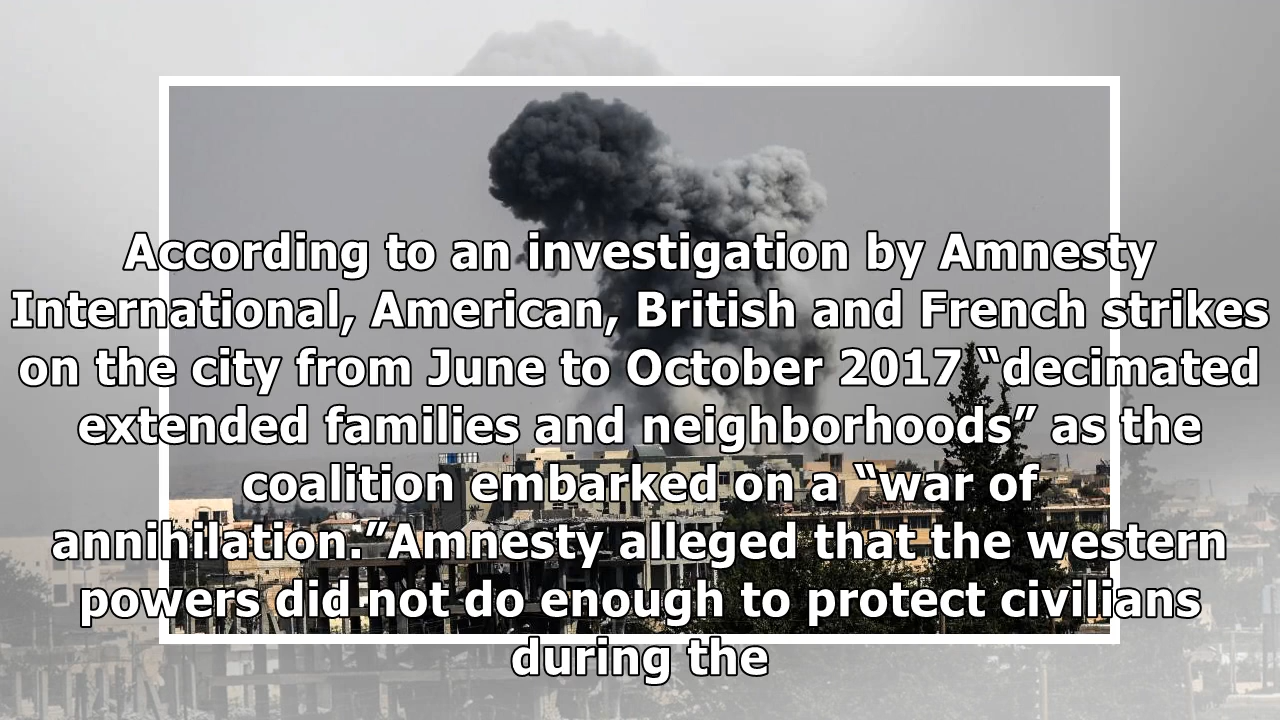 According to an investigation by Amnesty
International, American, British and French strikes
on the city from June to October 2017 “decimated
extended families and neighborhoods” as the
coalition embarked on a “war of
annihilation.”Amnesty alleged that the western
powers did not do enough to protect civilians
during the